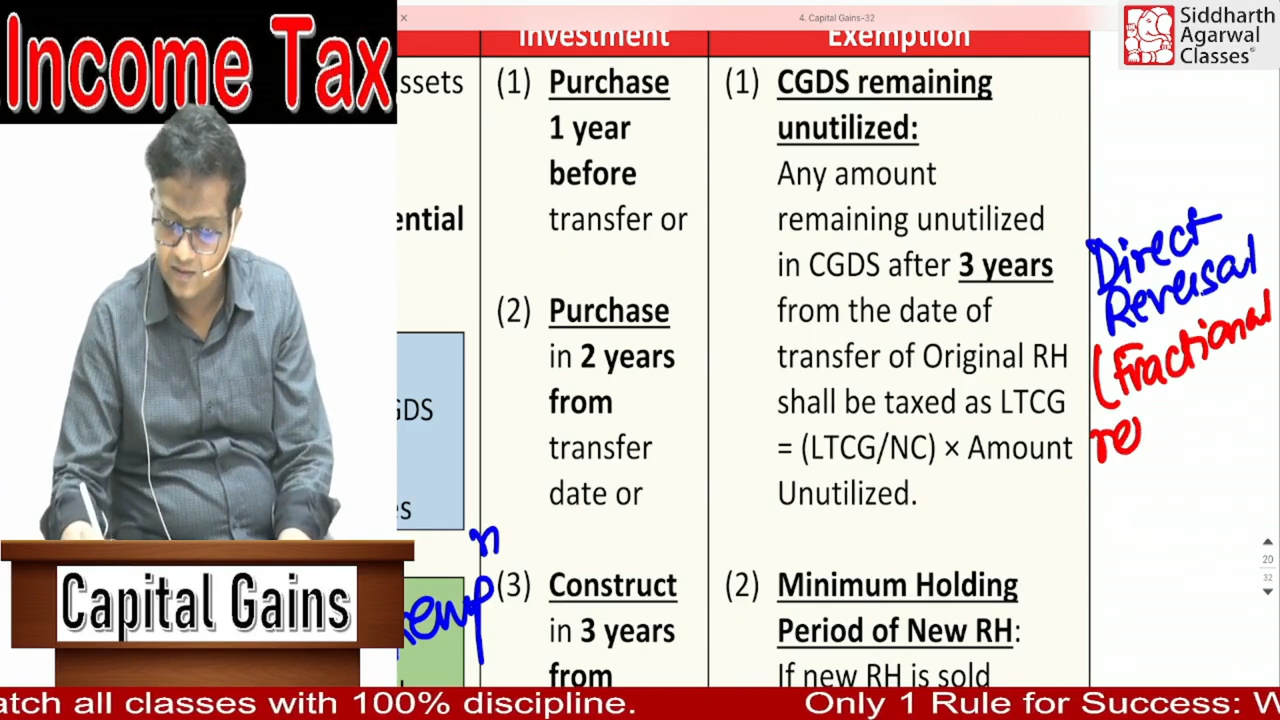 Income Tax
4. Capital Gains-32
Siddharth
Agarwal
Classes
Investment
Exemption
ssets
(1) Purchase
1 year
before
transfer or
(1) CGDS remaining
unutilized:
Any amount
remaining unutilized
in CGDS after 3 years
from the date of
transfer of Original RH
shall be taxed as LTCG
= (LTCG/NC) × Amount
Unutilized.
ential
(2) Purchase
in 2 years
from
transfer
date or
GDS
s
(3) Construct
in 3 years
from
(2) Minimum Holding
Period of New RH:
If new RH is sold
Direct
Reversal
(Fractional
re
n
20
32
Capital Gains
atch all classes with 100% discipline.
Only 1 Rule for Success: W